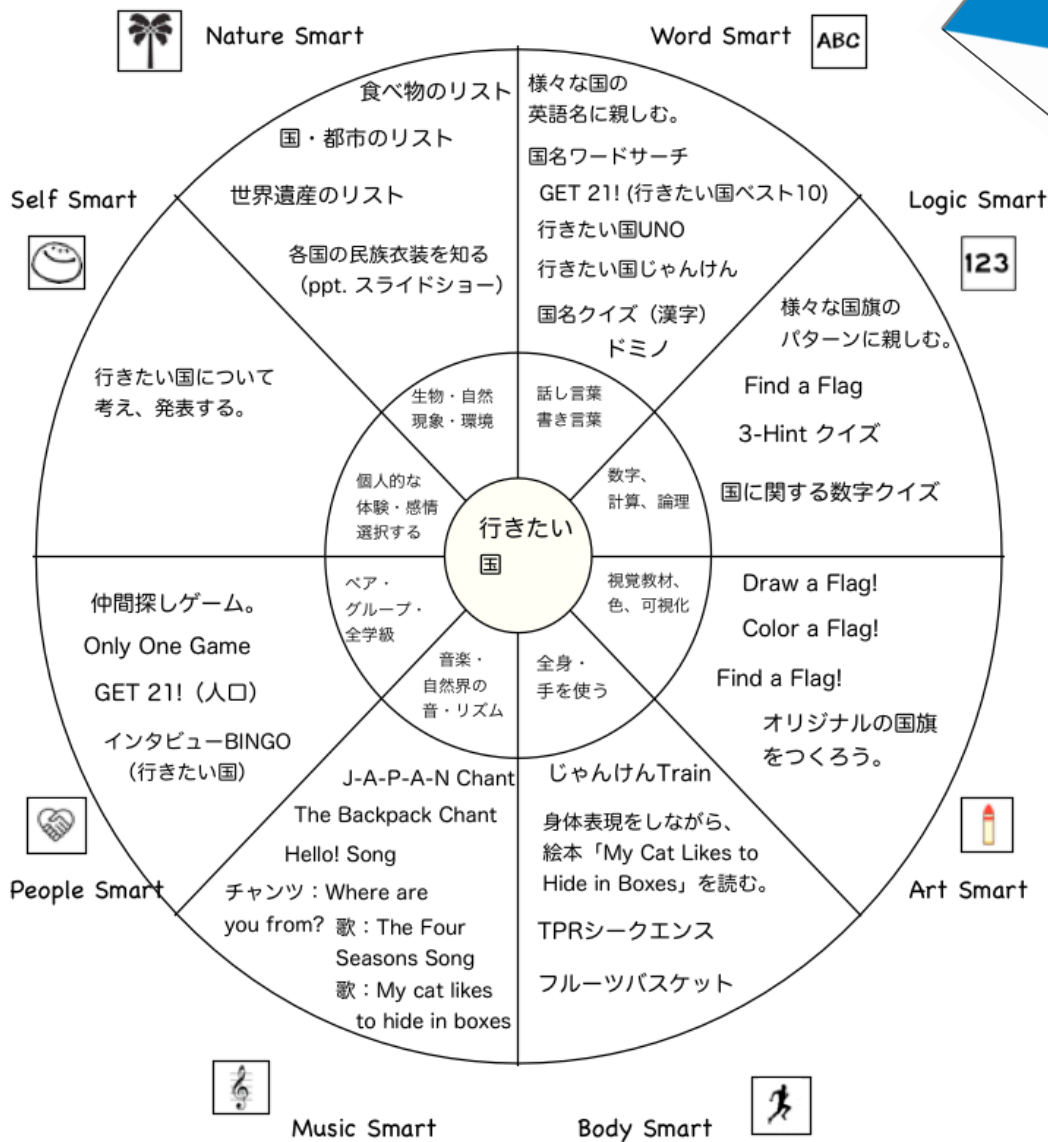 Nature Smart
食べ物のリスト
国・都市のリスト
世界遺産のリスト
各国の民族衣装を知る
（ppt. スライドショー）
生物・自然
現象・環境
Word Smart
ABC
様々な国の
英語名に親しむ。
国名ワードサーチ
GET 21! (行きたい国ベスト10)
行きたい国UNO
行きたい国じゃんけん
国名クイズ（漢字）
ドミノ
話し言葉
書き言葉
Logic Smart
123
様々な国旗の
パターンに親しむ。
Find a Flag
3-Hint クイズ
国に関する数字クイズ
数字、
計算、論理
Self Smart
行きたい国について
考え、発表する。
個人的な
体験・感情
選択する
行きたい
国
視覚教材、
色、可視化
Draw a Flag!
Color a Flag!
Find a Flag!
オリジナルの国旗
をつくろう。
Art Smart
ペア・
グループ・
全学級
仲間探しゲーム。
Only One Game
GET 21!（人口）
インタビューBINGO
（行きたい国）
People Smart
音楽・
自然界の
音・リズム
J-A-P-A-N Chant
The Backpack Chant
Hello! Song
チャンツ：Where are
you from?
歌：The Four
Seasons Song
歌：My cat likes
to hide in boxes
Music Smart
全身・
手を使う
じゃんけんTrain
身体表現をしながら、
絵本「My Cat Likes to
Hide in Boxes」を読む。
TPRシークエンス
フルーツバスケット
Body Smart